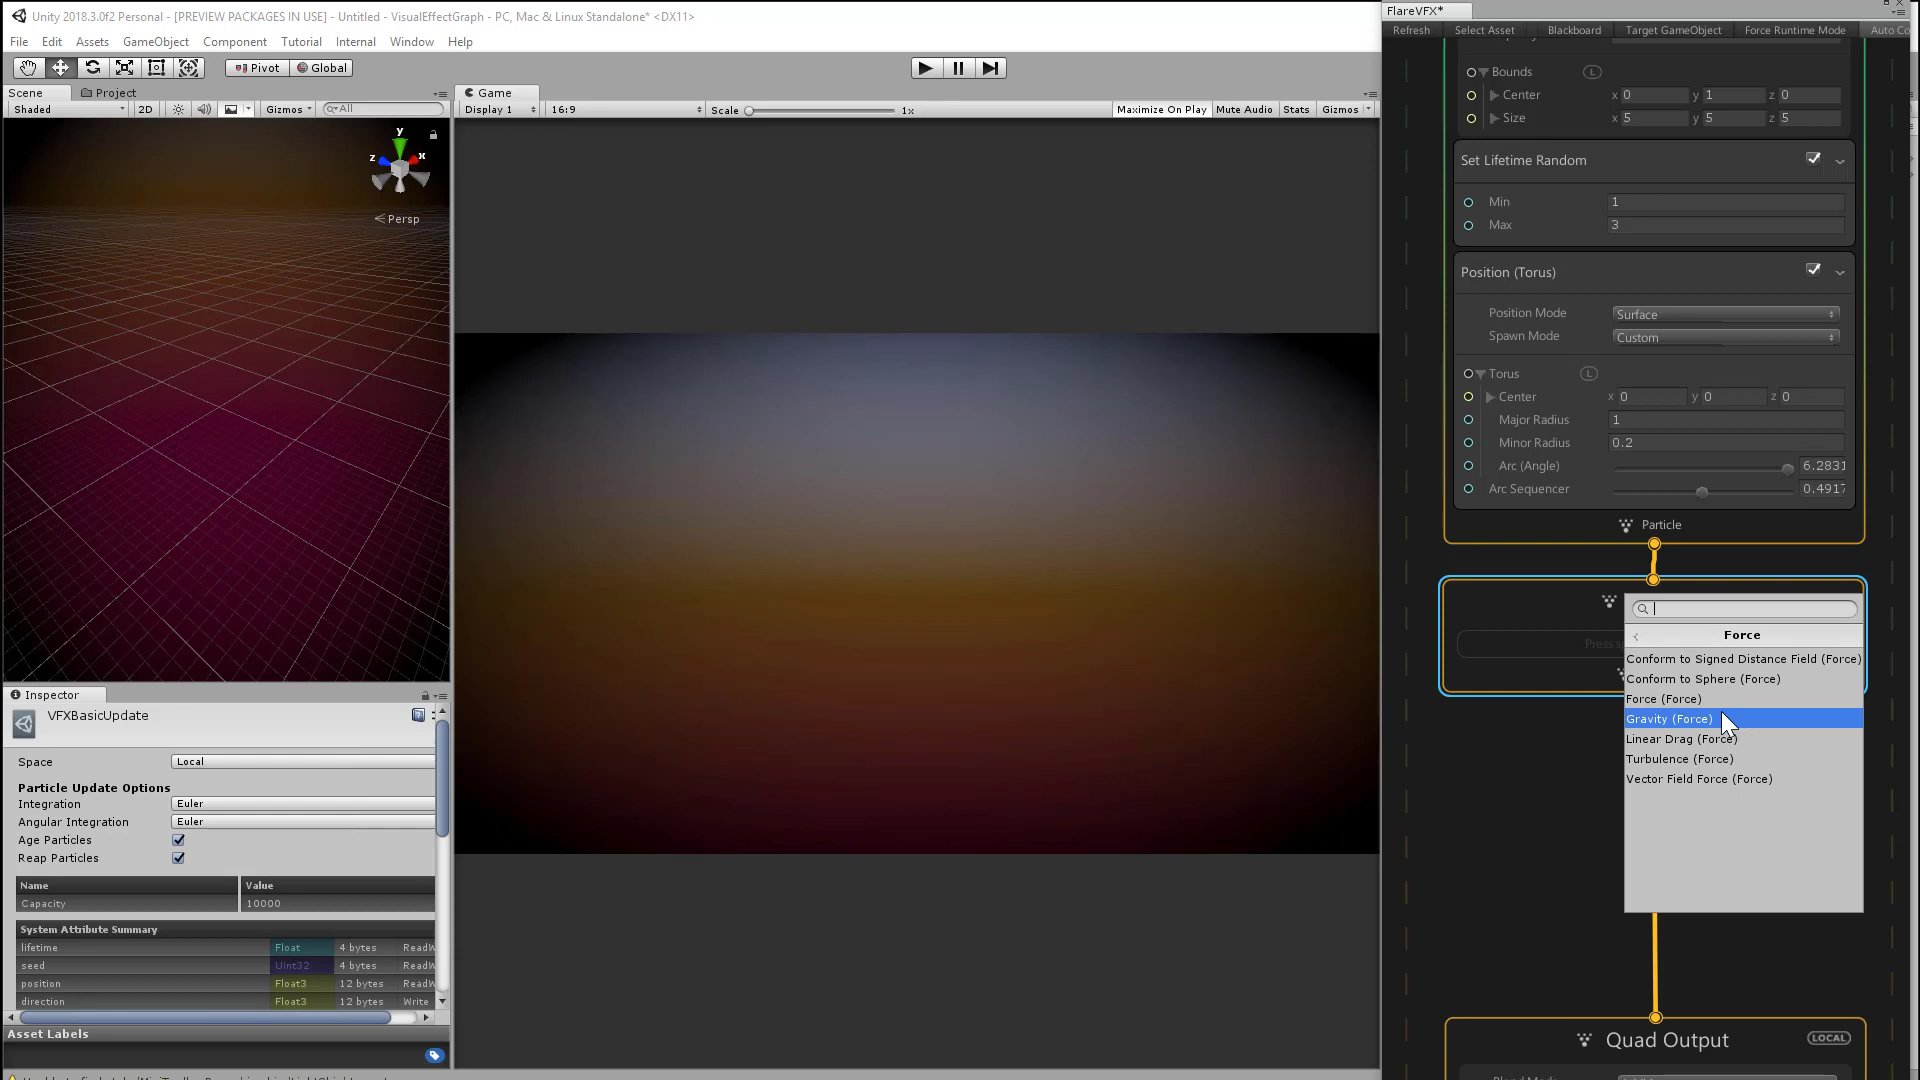 Unity 2018.3.0f2 Personal - [PREVIEW PACKAGES IN USE] - Untitled - VisualEffectGraph - PC, Mac & Linux Standalone* <DX11>
File Edit Assets GameObject Component Tutorial Internal Window Help
Pivot Global
Scene Project
Shaded 2D Gizmos All
y
z x
Persp
Game
Display 1 16:9 Scale 1x Maximize On Play Mute Audio Stats Gizmos
Inspector
VFXBasicUpdate
Space Local
Particle Update Options
Integration Euler
Angular Integration Euler
Age Particles
Reap Particles
Name Value
Capacity 10000
System Attribute Summary
lifetime Float 4 bytes ReadW
seed Uint32 4 bytes ReadW
position Float3 12 bytes ReadW
direction Float3 12 bytes Write
Asset Labels
FlareVFX*
Refresh Select Asset Blackboard Target GameObject Force Runtime Mode Auto Co
Bounds L
Center x 0 y 1 z 0
Size x 5 y 5 z 5
Set Lifetime Random
Min 1
Max 3
Position (Torus)
Position Mode Surface
Spawn Mode Custom
Torus L
Center x 0 y 0 z 0
Major Radius 1
Minor Radius 0.2
Arc (Angle) 6.2831
Arc Sequencer 0.4917
Particle
Press
Force
Conform to Signed Distance Field (Force)
Conform to Sphere (Force)
Force (Force)
Gravity (Force)
Linear Drag (Force)
Turbulence (Force)
Vector Field Force (Force)
Quad Output LOCAL